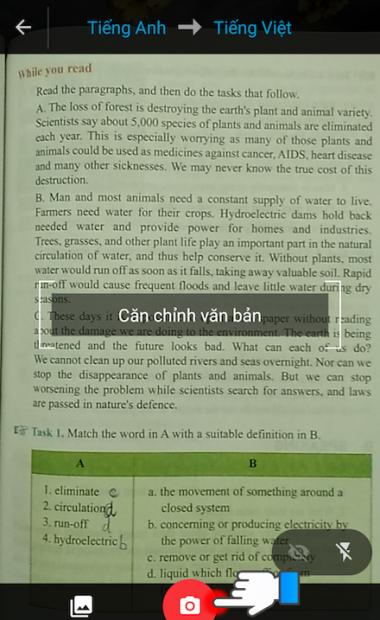 Tiếng Anh Tiếng Việt
While you read
Read the paragraphs, and then do the tasks that follow.
A. The loss of forest is destroying the earth's plant and animal variety.
Scientists say about 5,000 species of plants and animals are eliminated
each year. This is especially worrying as many of those plants and
animals could be used as medicines against cancer, AIDS, heart disease
and many other sicknesses. We may never know the true cost of this
destruction.
B. Man and most animals need a constant supply of water to live.
Farmers need water for their crops. Hydroelectric dams hold back
needed water and provide power for homes and industries.
Trees, grasses, and other plant life play an important part in the natural
circulation of water, and thus help conserve it. Without plants, most
water would run off as soon as it falls, taking away valuable soil. Rapid
run-off would cause frequent floods and leave little water during dry
seasons.
Căn chỉnh văn bản
C. These days it paper without reading
about the damage we are doing to the environment. The earth is being
threatened and the future looks bad. What can each of us do?
We cannot clean up our polluted rivers and seas overnight. Nor can we
stop the disappearance of plants and animals. But we can stop
worsening the problem while scientists search for answers, and laws
are passed in nature's defence.
Task 1. Match the word in A with a suitable definition in B.
A B
1. eliminate c
2. circulation d
3. run-off d
4. hydroelectric b
a. the movement of something around a
closed system
b. concerning or producing electricity by
the power of falling water
c. remove or get rid of completely
d. liquid which